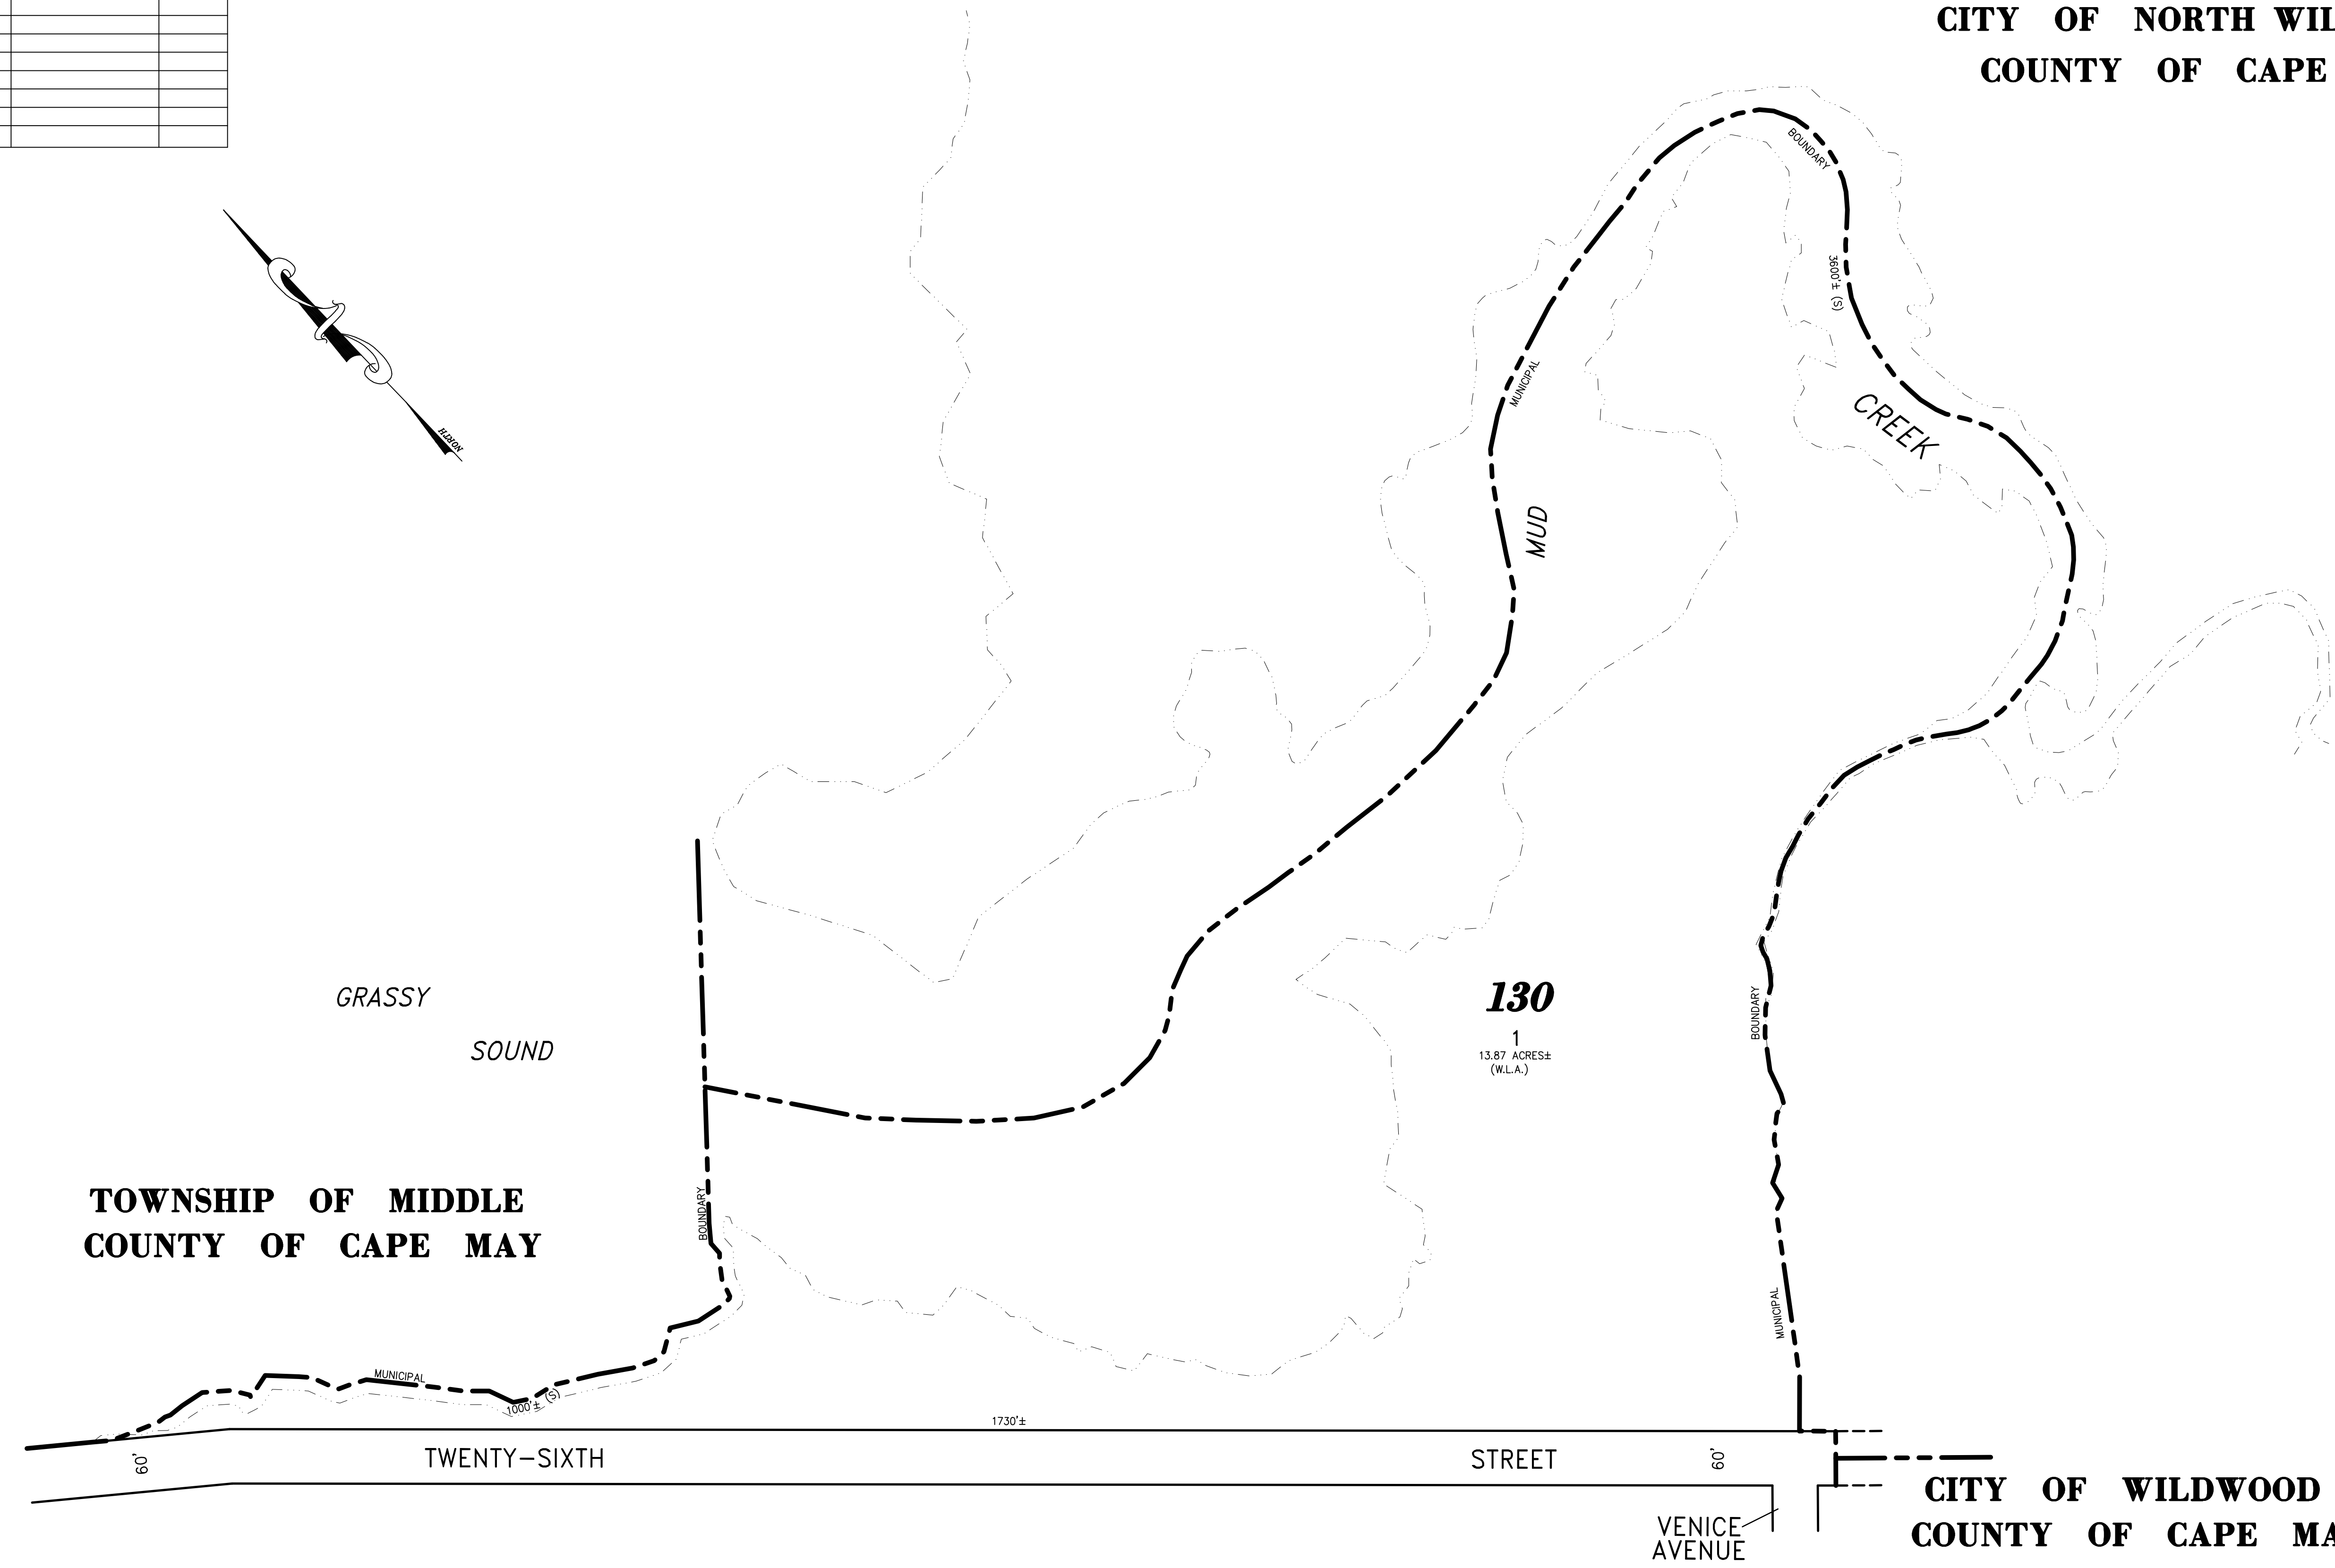 CITY OF NORTH WIL
COUNTY OF CAPE
BOUNDARY
3600'± (S)
NORTH
MUNICIPAL
CREEK
MUD
GRASSY
SOUND
130
1
13.87 ACRES±
(W.L.A.)
BOUNDARY
TOWNSHIP OF MIDDLE
COUNTY OF CAPE MAY
BOUNDARY
MUNICIPAL
MUNICIPAL
1000'± (S)
1730'±
60'
TWENTY-SIXTH STREET
60'
CITY OF WILDWOOD
COUNTY OF CAPE MA
VENICE
AVENUE